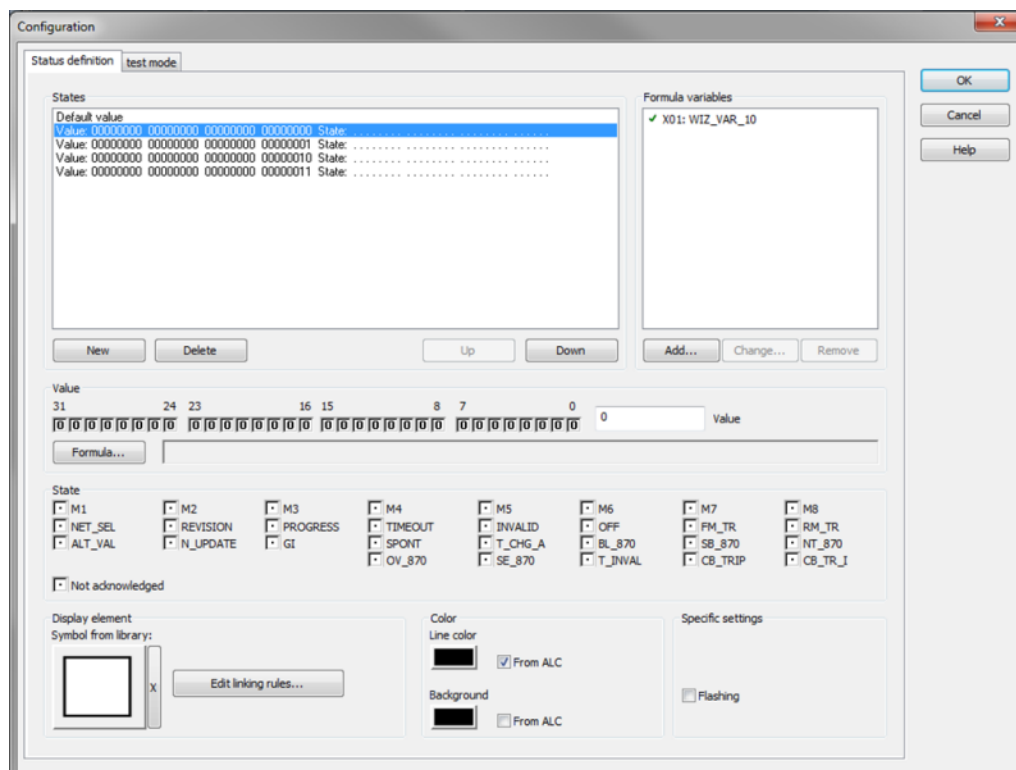 Configuration
Status definition test mode
States
Default value
Value: 00000000 00000000 00000000 00000000 State: . . . . . . . . . . . . . . . . . . . . . . . . . . . . . .
Value: 00000000 00000000 00000000 00000001 State: . . . . . . . . . . . . . . . . . . . . . . . . . . . . . .
Value: 00000000 00000000 00000000 00000010 State: . . . . . . . . . . . . . . . . . . . . . . . . . . . . . .
Value: 00000000 00000000 00000000 00000011 State: . . . . . . . . . . . . . . . . . . . . . . . . . . . . . .
New Delete Up Down
Formula variables
X01: WIZ_VAR_10
Add... Change... Remove
OK
Cancel
Help
Value
31 24 23 16 15 8 7 0
0 0 0 0 0 0 0 0 0 0 0 0 0 0 0 0 0 0 0 0 0 0 0 0 0 0 0 0 0 0 0 0 0 Value
Formula...
State
M1 M2 M3 M4 M5 M6 M7 M8
NET_SEL REVISION PROGRESS TIMEOUT INVALID OFF FM_TR RM_TR
ALT_VAL N_UPDATE GI SPONT T_CHG_A BL_870 SB_870 NT_870
OV_870 SE_870 T_INVAL CB_TRIP CB_TR_I
Not acknowledged
Display element
Symbol from library:
X
Edit linking rules...
Color
Line color
From ALC
Background
From ALC
Specific settings
Flashing